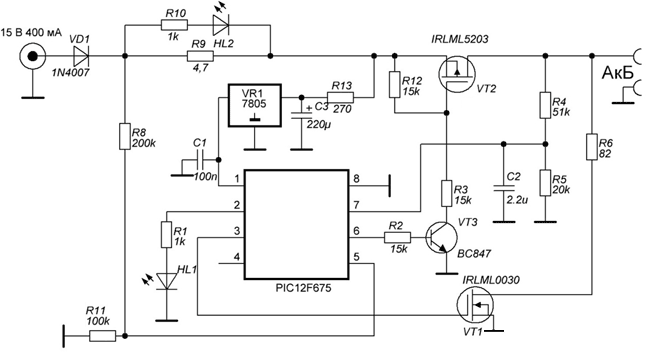 15 В 400 мА
VD1
1N4007
R10
1k
HL2
R9
4,7
IRLML5203
VT2
АкБ
VR1
7805
R13
270
+
C3
220µ
R12
15k
R4
51k
R6
82
R8
200k
C1
100n
1
2
3
4
8
7
6
5
PIC12F675
R3
15k
C2
2.2u
R5
20k
R2
15k
VT3
BC847
R1
1k
HL1
IRLML0030
VT1
R11
100k